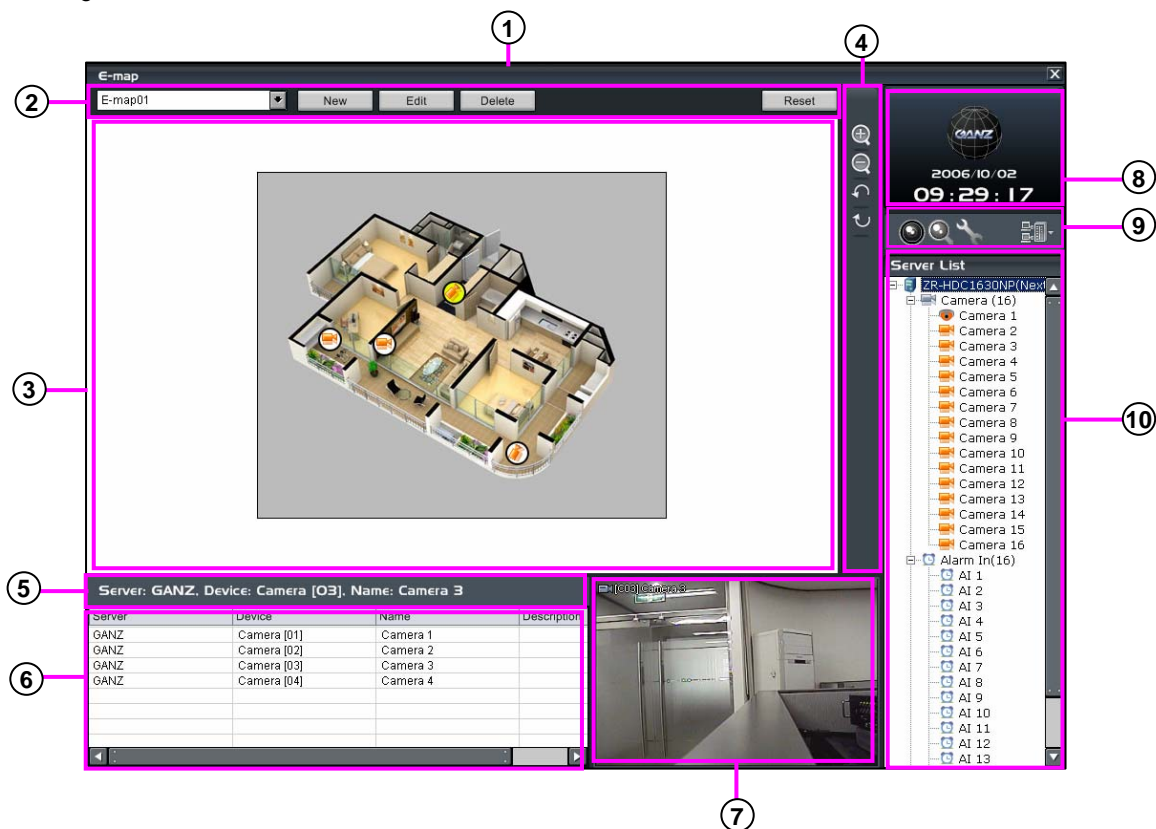 1
4
E-map
X
2
E-map01
New
Edit
Delete
Reset
GANZ
2006/10/02
09:29:17
8
9
Server List
ZR-HDC1630NP(Next
Camera (16)
Camera 1
Camera 2
Camera 3
Camera 4
Camera 5
Camera 6
Camera 7
Camera 8
Camera 9
Camera 10
Camera 11
Camera 12
Camera 13
Camera 14
Camera 15
Camera 16
Alarm In(16)
AI 1
AI 2
AI 3
AI 4
AI 5
AI 6
AI 7
AI 8
AI 9
AI 10
AI 11
AI 12
AI 13
3
10
5
Server: GANZ, Device: Camera [03], Name: Camera 3
6
Server Device Name Description
GANZ Camera [01] Camera 1
GANZ Camera [02] Camera 2
GANZ Camera [03] Camera 3
GANZ Camera [04] Camera 4
[C03] Camera 3
7